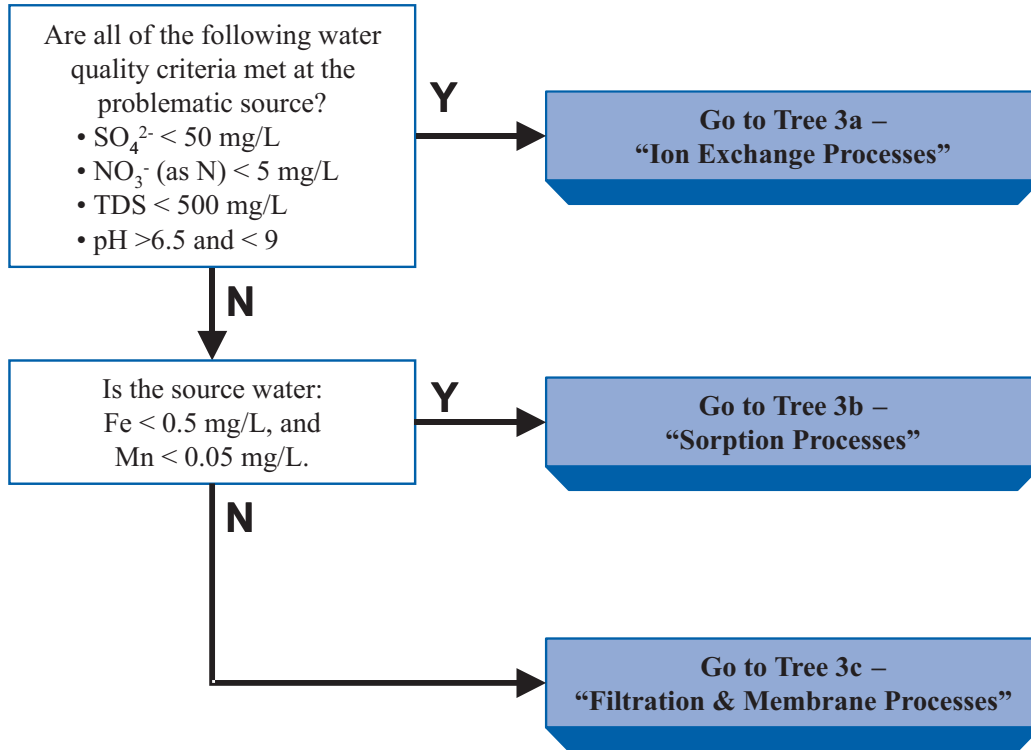 Are all of the following water
quality criteria met at the
problematic source?
• SO₄²⁻ < 50 mg/L
• NO₃⁻ (as N) < 5 mg/L
• TDS < 500 mg/L
• pH >6.5 and < 9
Y
Go to Tree 3a –
“Ion Exchange Processes”
N
Is the source water:
Fe < 0.5 mg/L, and
Mn < 0.05 mg/L.
Y
Go to Tree 3b –
“Sorption Processes”
N
Go to Tree 3c –
“Filtration & Membrane Processes”